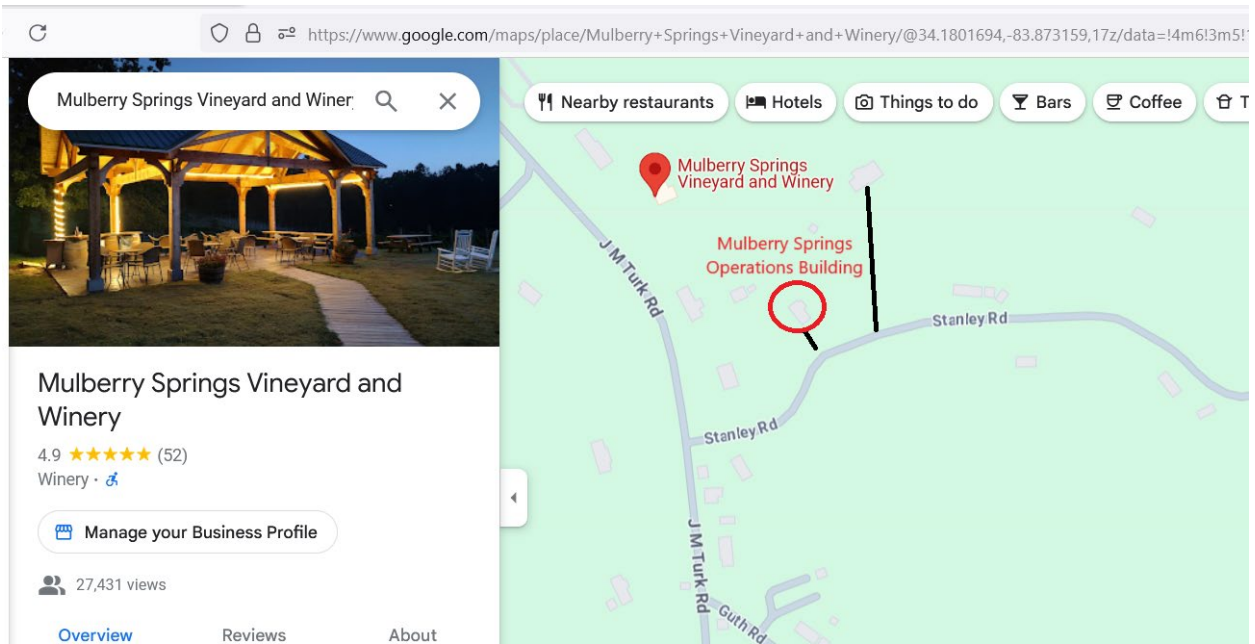 https://www.google.com/maps/place/Mulberry+Springs+Vineyard+and+Winery/@34.1801694,-83.873159,17z/data=!4m6!3m5!
Mulberry Springs Vineyard and Winer
Nearby restaurants
Hotels
Things to do
Bars
Coffee
T
Mulberry Springs
Vineyard and Winery
Mulberry Springs
Operations Building
J M Turk Rd
Stanley Rd
Stanley Rd
J M Turk Rd
Guth Rd
Mulberry Springs Vineyard and
Winery
4.9 ★★★★★ (52)
Winery ·
Manage your Business Profile
27,431 views
Overview
Reviews
About